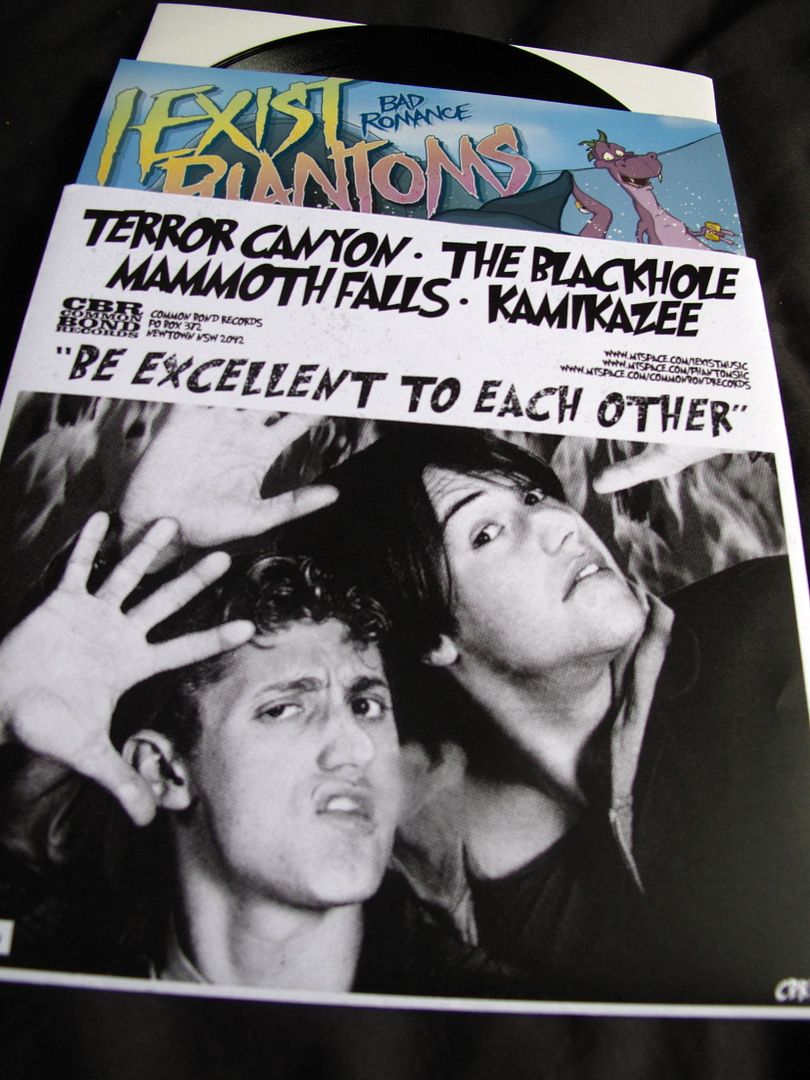 I EXIST
BAD
ROMANCE
PHANTOMS
TERROR CANYON · THE BLACKHOLE
MAMMOTH FALLS · KAMIKAZEE
CBR
COMMON
BOND
RECORDS
COMMON BOND RECORDS
PO BOX 372
NEWTOWN NSW 2042
WWW.MYSPACE.COM/IEXISTMUSIC
WWW.MYSPACE.COM/PHANTOMSHC
WWW.MYSPACE.COM/COMMONBONDRECORDS
"BE EXCELLENT TO EACH OTHER"